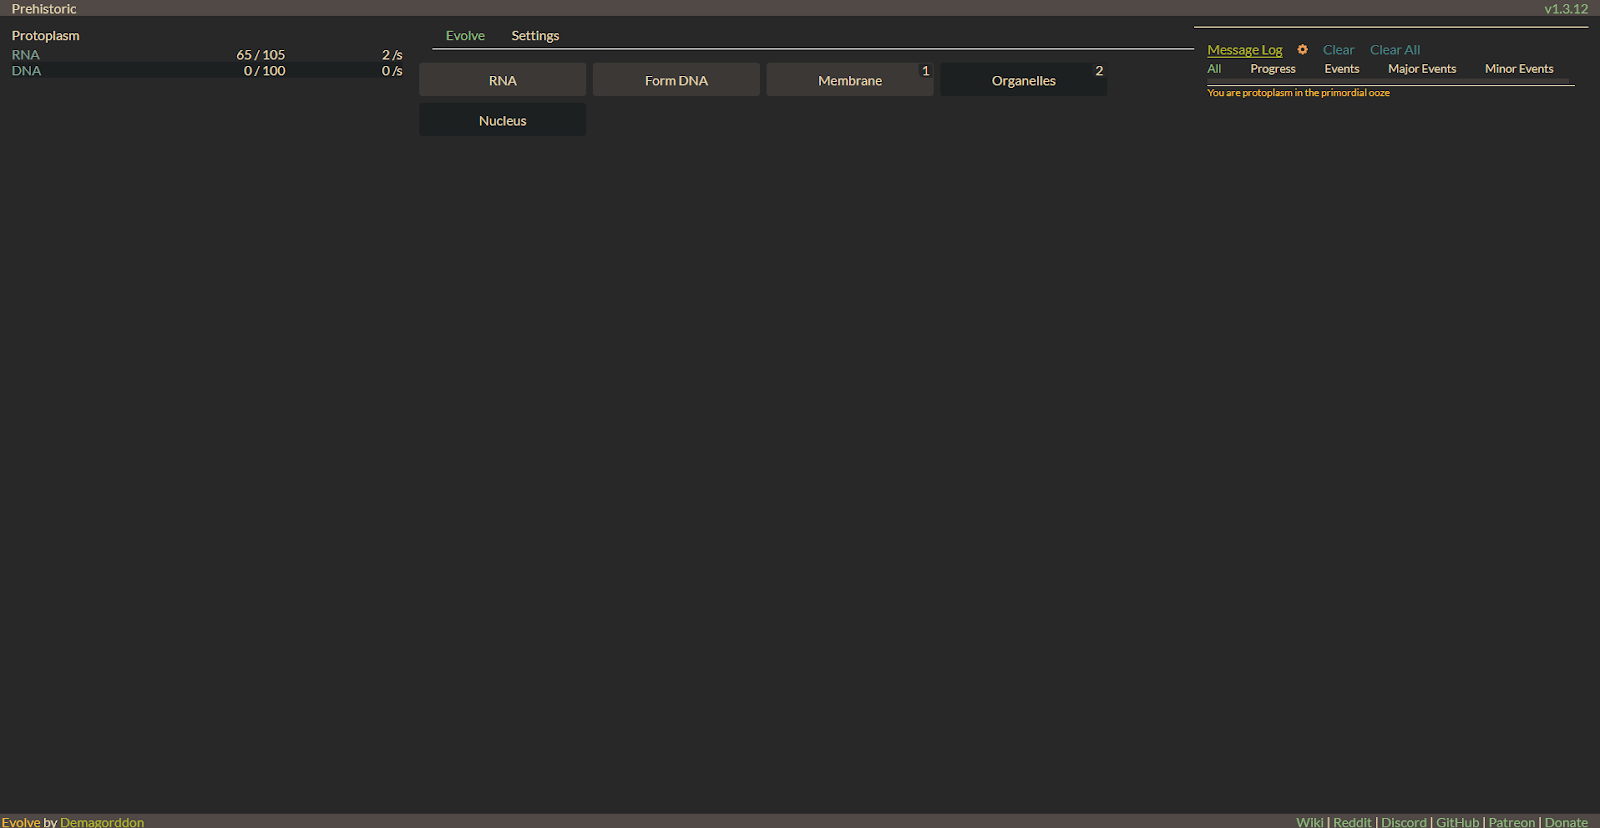 Prehistoric v1.3.12
Protoplasm
RNA 65 / 105 2 /s
DNA 0 / 100 0 /s
Evolve Settings
RNA Form DNA Membrane 1 Organelles 2
Nucleus
Message Log Clear Clear All
All Progress Events Major Events Minor Events
You are protoplasm in the primordial ooze
Evolve by Demagorddon Wiki | Reddit | Discord | GitHub | Patreon | Donate